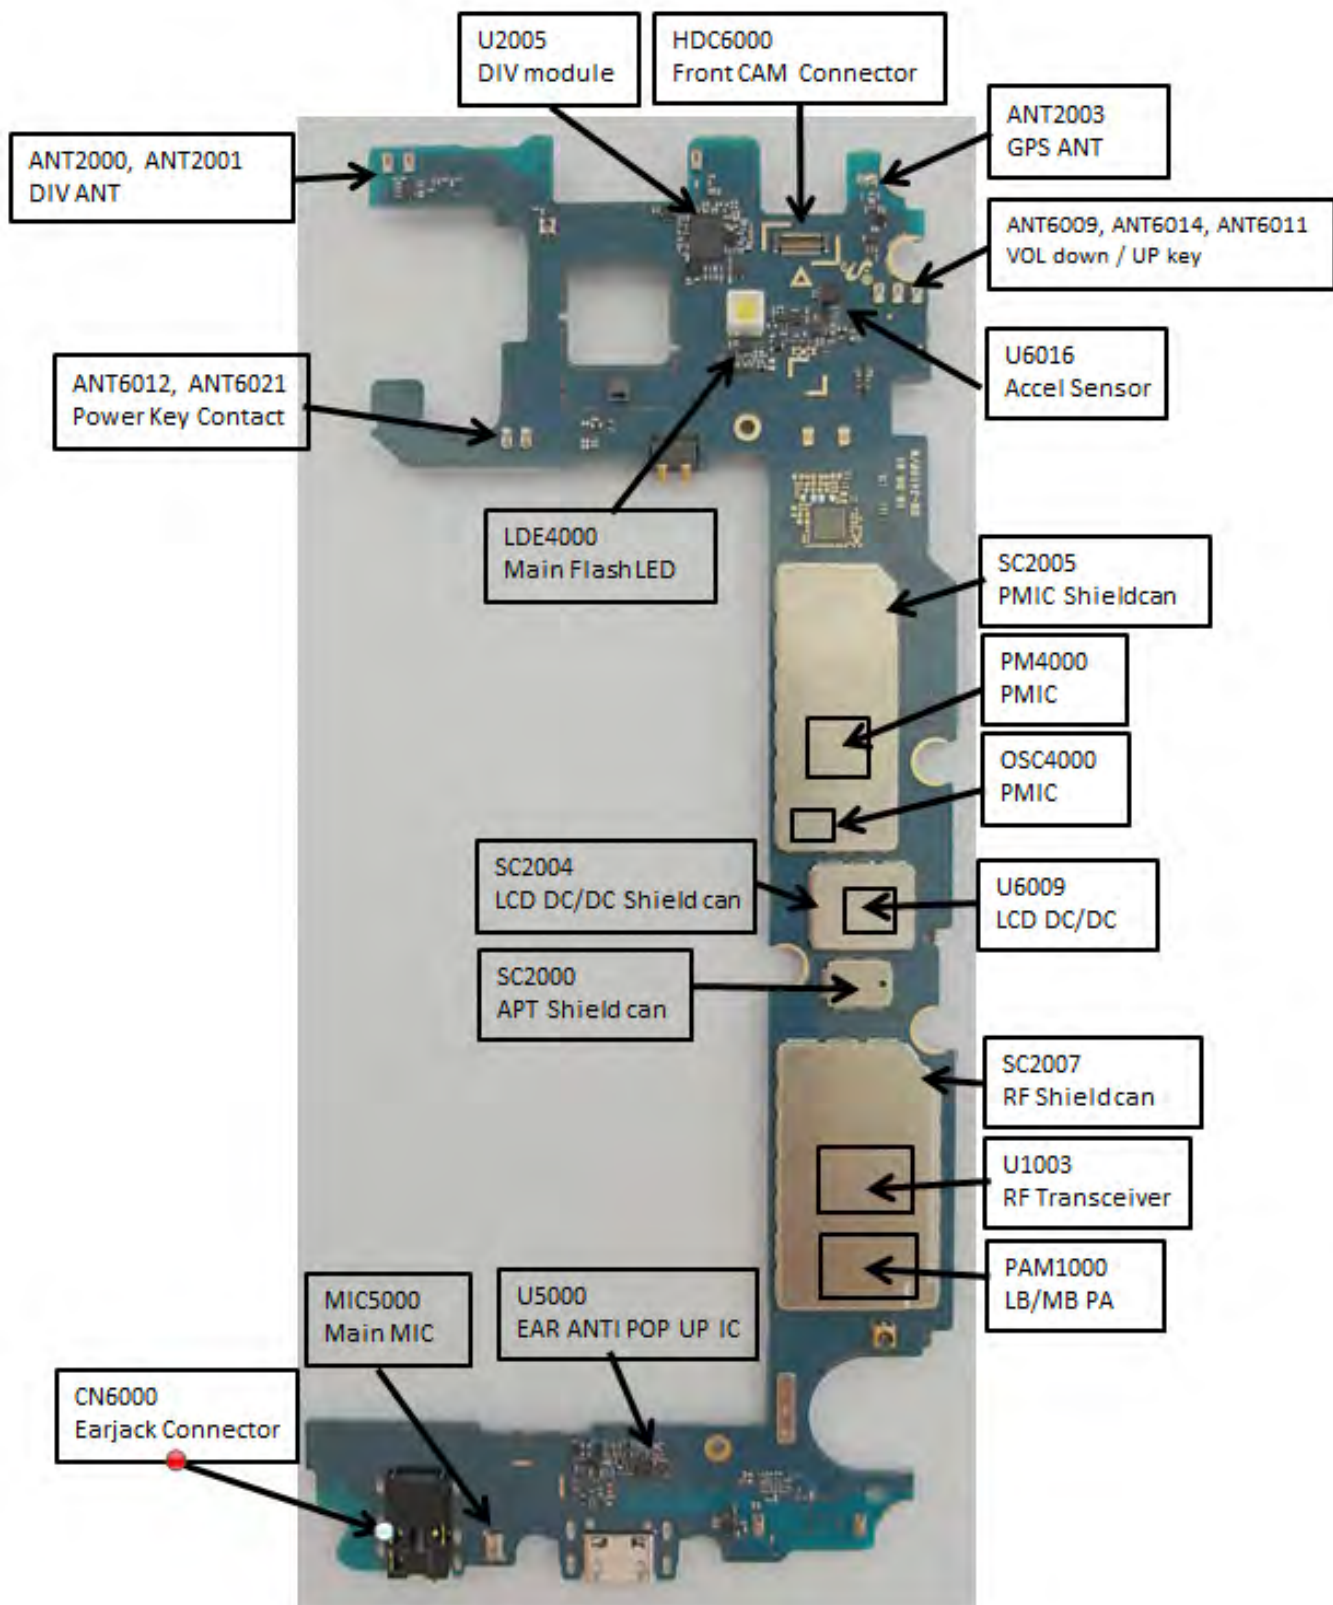 U2005
DIV module
HDC6000
Front CAM Connector
ANT2003
GPS ANT
ANT2000, ANT2001
DIV ANT
ANT6009, ANT6014, ANT6011
VOL down / UP key
U6016
Accel Sensor
ANT6012, ANT6021
Power Key Contact
LDE4000
Main Flash LED
SC2005
PMIC Shieldcan
PM4000
PMIC
OSC4000
PMIC
SC2004
LCD DC/DC Shield can
U6009
LCD DC/DC
SC2000
APT Shield can
SC2007
RF Shieldcan
U1003
RF Transceiver
PAM1000
LB/MB PA
MIC5000
Main MIC
U5000
EAR ANTI POP UP IC
CN6000
Earjack Connector